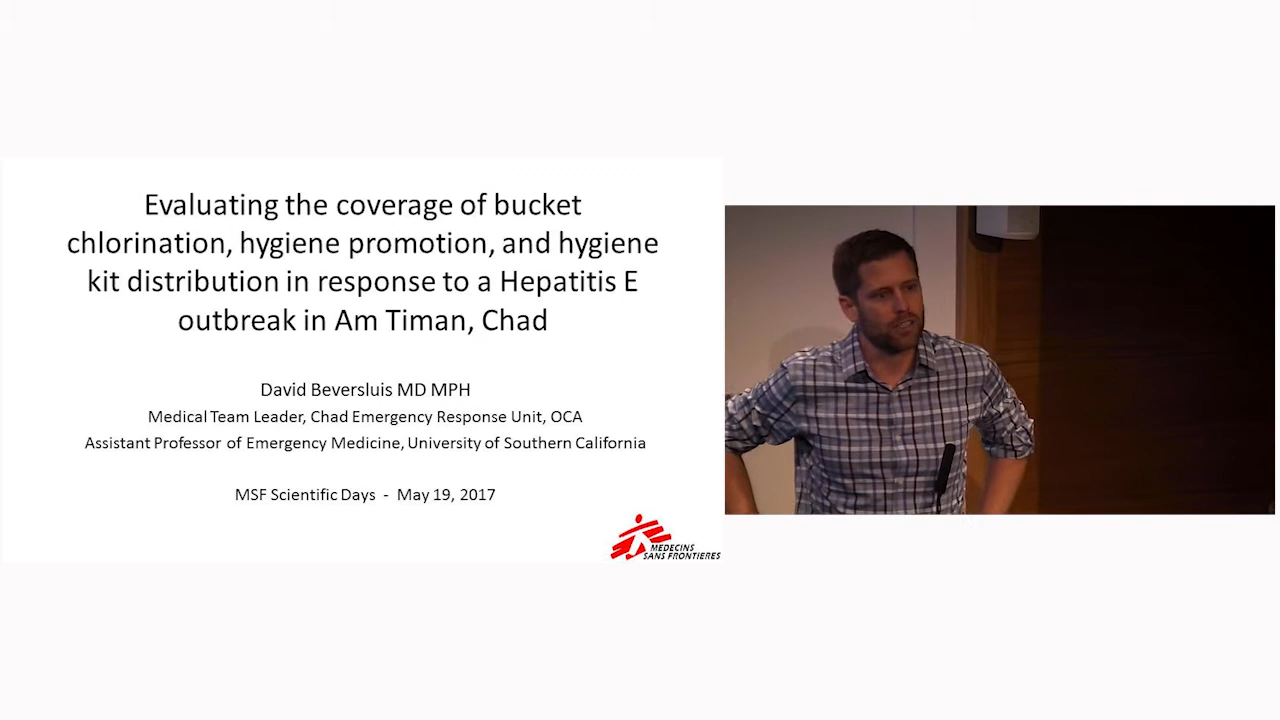 Evaluating the coverage of bucket
chlorination, hygiene promotion, and hygiene
kit distribution in response to a Hepatitis E
outbreak in Am Timan, Chad
David Beversluis MD MPH
Medical Team Leader, Chad Emergency Response Unit, OCA
Assistant Professor of Emergency Medicine, University of Southern California
MSF Scientific Days - May 19, 2017
MEDECINS
SANS FRONTIERES